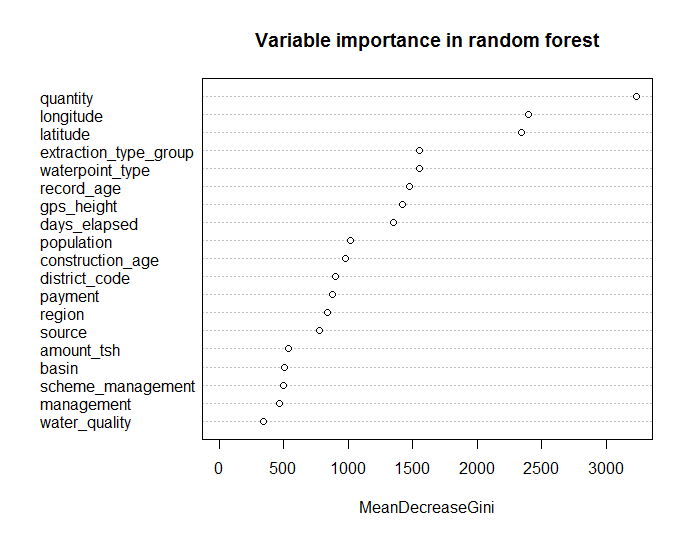 Variable importance in random forest
quantity
longitude
latitude
extraction_type_group
waterpoint_type
record_age
gps_height
days_elapsed
population
construction_age
district_code
payment
region
source
amount_tsh
basin
scheme_management
management
water_quality
0 500 1000 1500 2000 2500 3000
MeanDecreaseGini